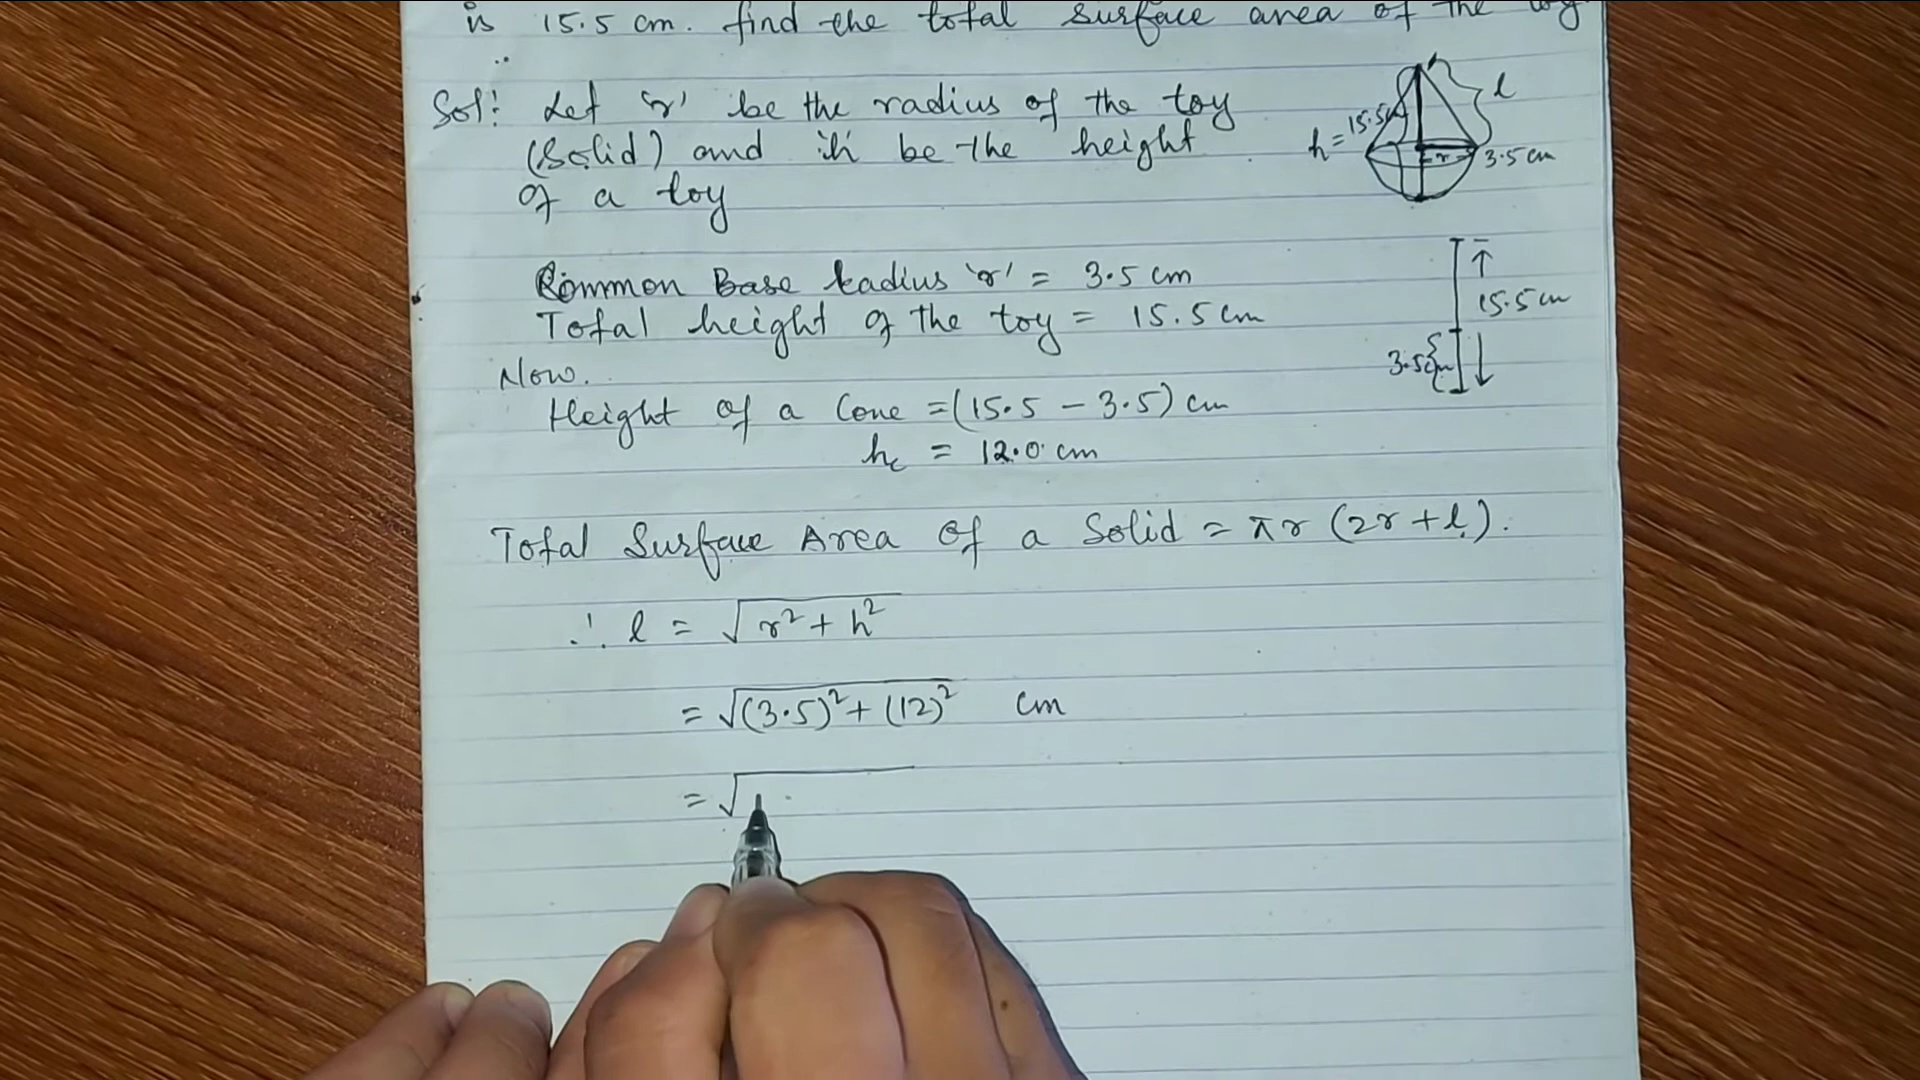 is 15.5 cm. find the total surface area of the toy
Sol: Let 'r' be the radius of the toy
(Solid) and 'h' be the height
of a toy
l
h = 15.5
r 3.5 cm
Common Base radius 'r' = 3.5 cm
Total height of the toy = 15.5 cm
15.5 cm
3.5cm
Now.
Height of a Cone = (15.5 - 3.5) cm
h꜀ = 12.0 cm
Total Surface Area of a Solid = πr (2r + l).
∴ l = √r² + h²
= √(3.5)² + (12)² cm
= √